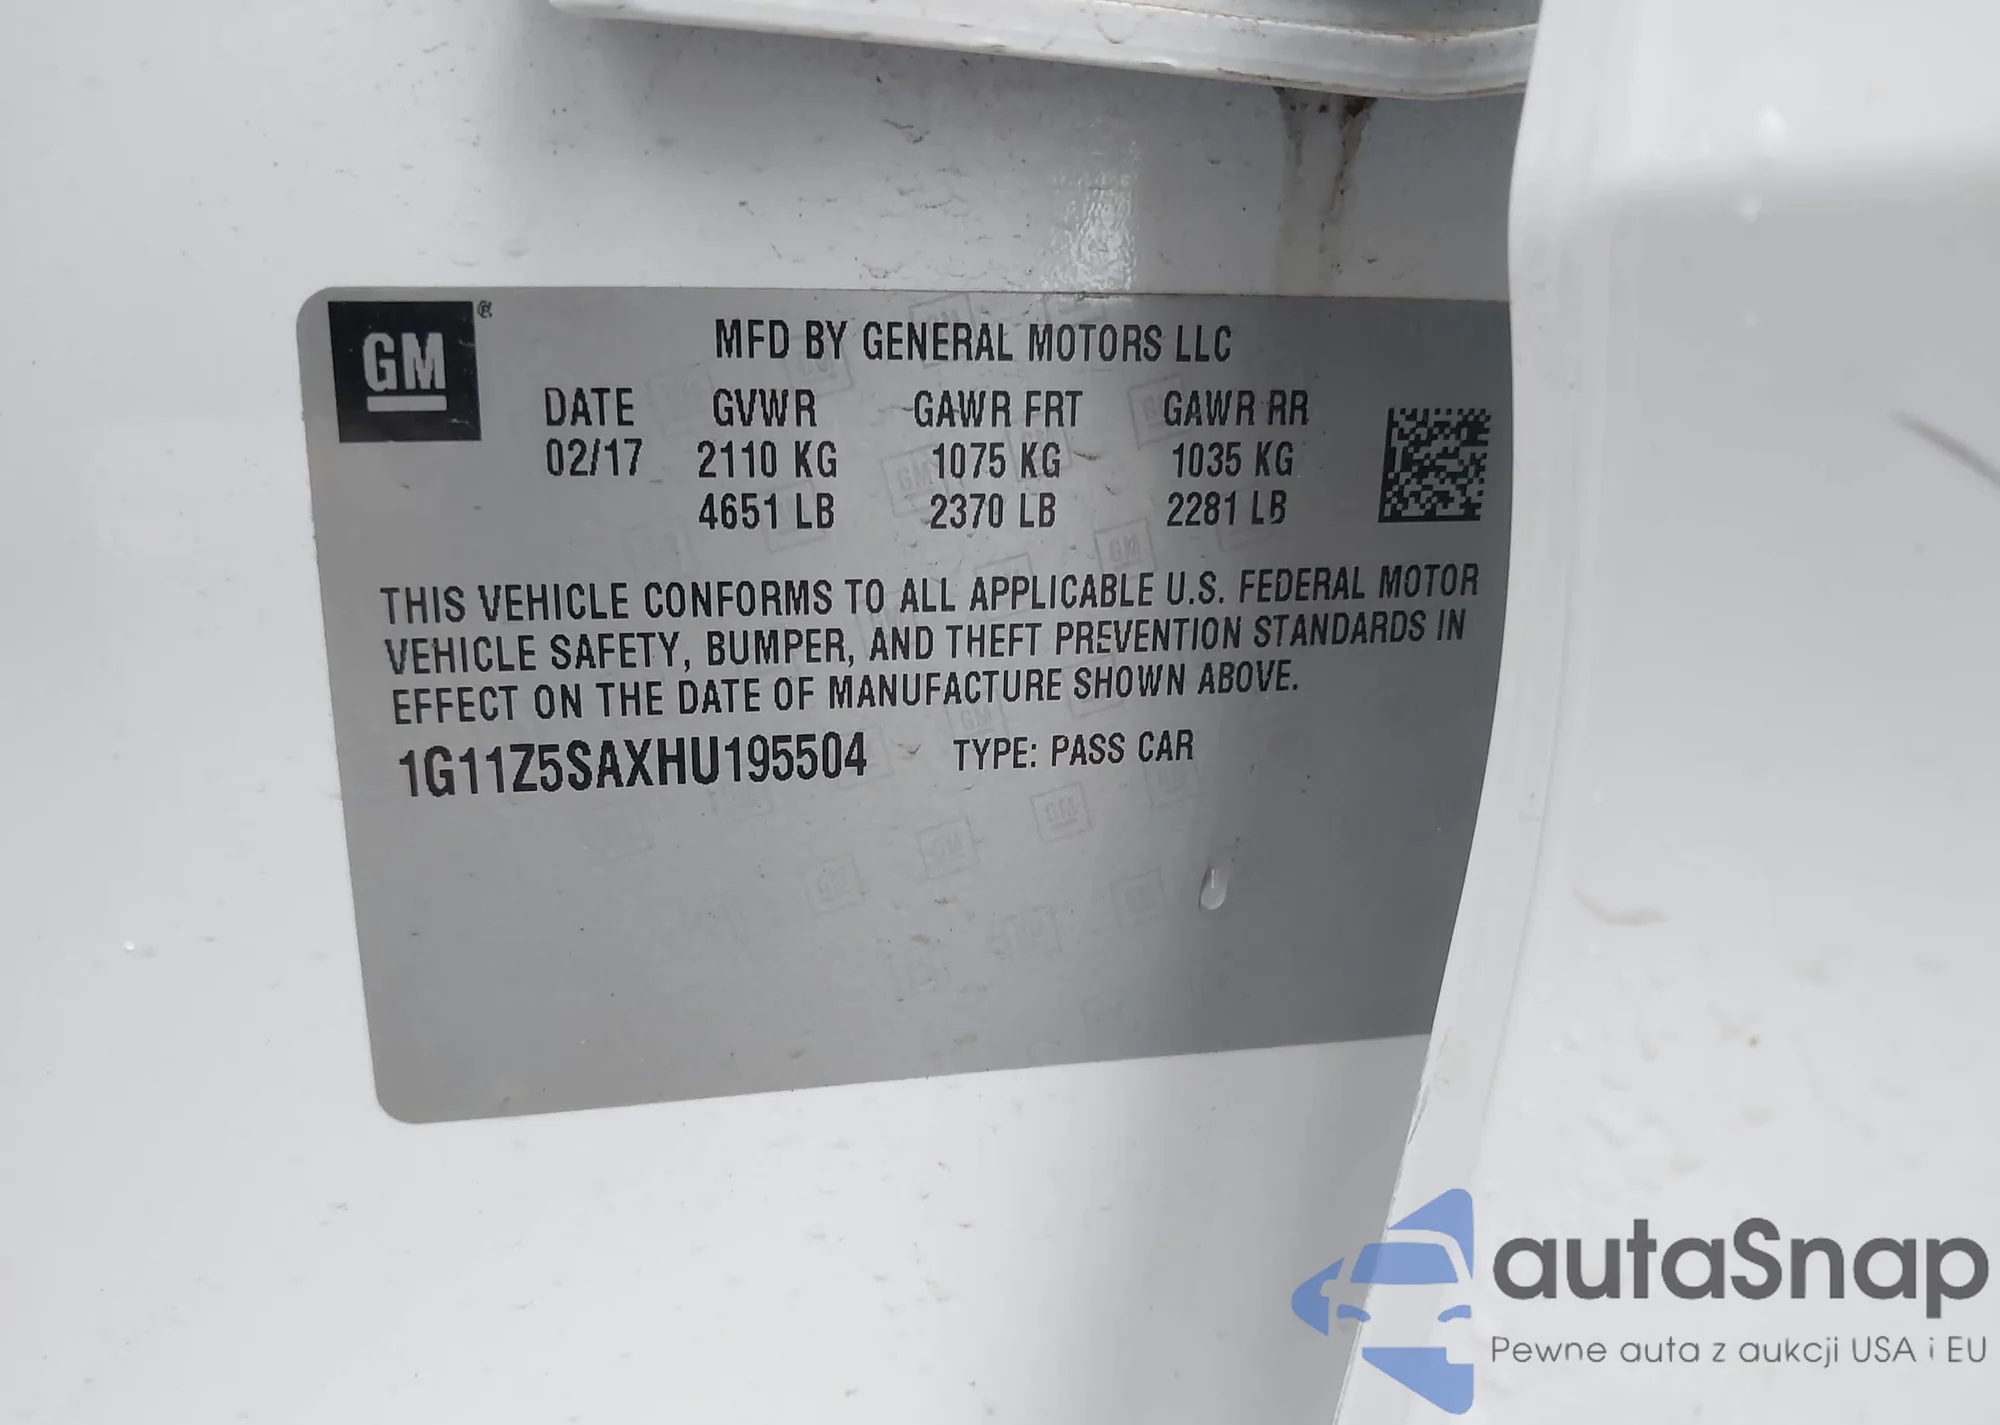 GM®
MFD BY GENERAL MOTORS LLC
DATE GVWR GAWR FRT GAWR RR
02/17 2110 KG 1075 KG 1035 KG
4651 LB 2370 LB 2281 LB
THIS VEHICLE CONFORMS TO ALL APPLICABLE U.S. FEDERAL MOTOR
VEHICLE SAFETY, BUMPER, AND THEFT PREVENTION STANDARDS IN
EFFECT ON THE DATE OF MANUFACTURE SHOWN ABOVE.
1G11Z5SAXHU195504 TYPE: PASS CAR
autaSnap
Pewne auta z aukcji USA i EU